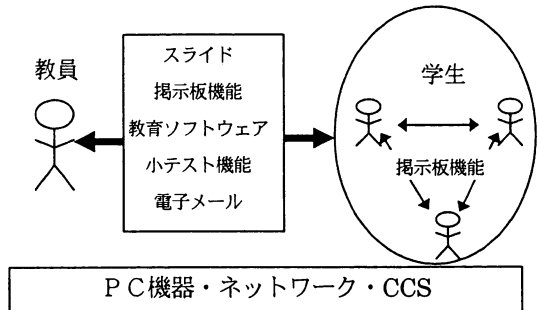 教員
スライド
掲示板機能
教育ソフトウェア
小テスト機能
電子メール
学生
掲示板機能
ＰＣ機器・ネットワーク・CCS